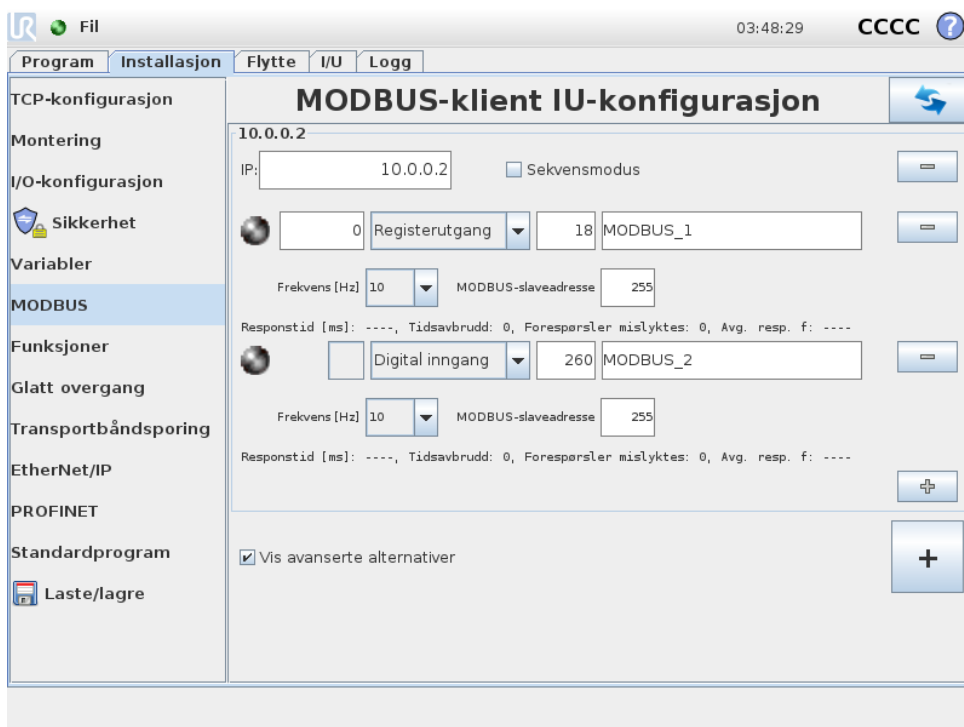 UR Fil 03:48:29 CCCC ?
Program Installasjon Flytte I/U Logg
TCP-konfigurasjon
Montering
I/O-konfigurasjon
Sikkerhet
Variabler
MODBUS
Funksjoner
Glatt overgang
Transportbåndsporing
EtherNet/IP
PROFINET
Standardprogram
Laste/lagre
MODBUS-klient IU-konfigurasjon
10.0.0.2
IP: 10.0.0.2 Sekvensmodus
0 Registerutgang 18 MODBUS_1
Frekvens [Hz] 10 MODBUS-slaveadresse 255
Responstid [ms]: ----, Tidsavbrudd: 0, Forespørsler mislyktes: 0, Avg. resp. f: ----
Digital inngang 260 MODBUS_2
Frekvens [Hz] 10 MODBUS-slaveadresse 255
Responstid [ms]: ----, Tidsavbrudd: 0, Forespørsler mislyktes: 0, Avg. resp. f: ----
Vis avanserte alternativer